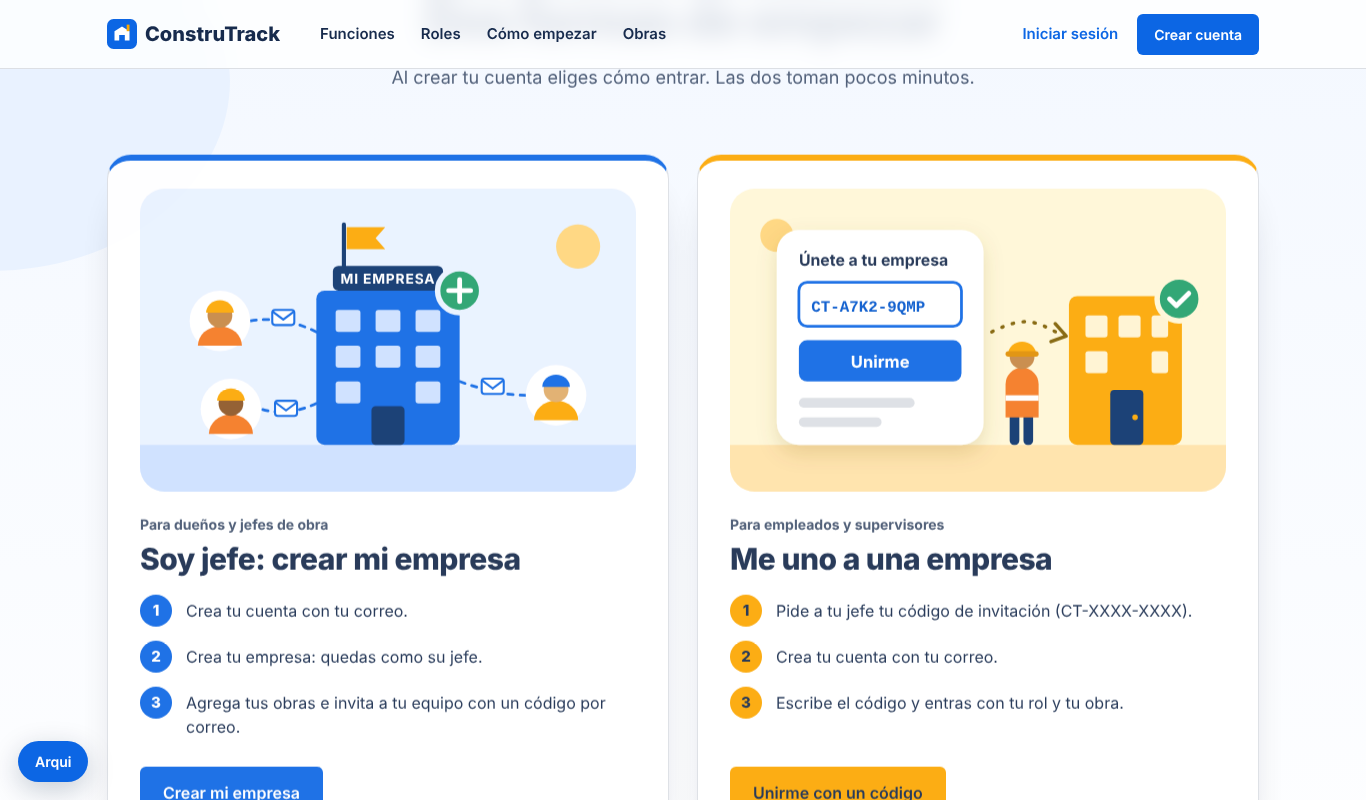 ConstruTrack
Funciones
Roles
Cómo empezar
Obras
Iniciar sesión
Crear cuenta
Al crear tu cuenta eliges cómo entrar. Las dos toman pocos minutos.
MI EMPRESA
Para dueños y jefes de obra
Soy jefe: crear mi empresa
1 Crea tu cuenta con tu correo.
2 Crea tu empresa: quedas como su jefe.
3 Agrega tus obras e invita a tu equipo con un código por
correo.
Crear mi empresa
Únete a tu empresa
CT-A7K2-9QMP
Unirme
Para empleados y supervisores
Me uno a una empresa
1 Pide a tu jefe tu código de invitación (CT-XXXX-XXXX).
2 Crea tu cuenta con tu correo.
3 Escribe el código y entras con tu rol y tu obra.
Unirme con un código
Arqui